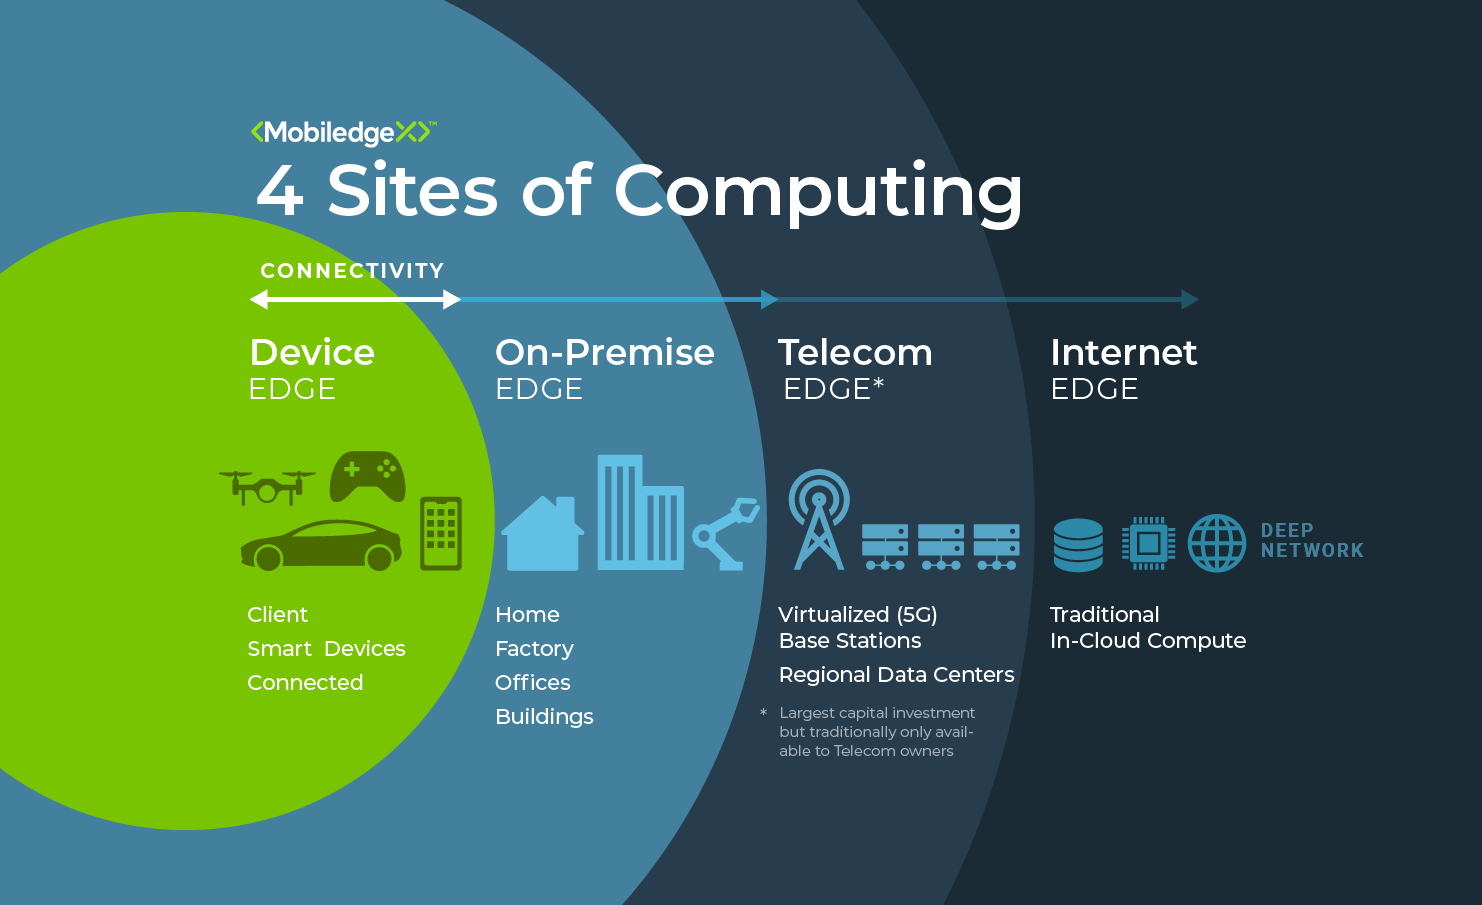 MobiledgeX™
4 Sites of Computing
CONNECTIVITY
Device
EDGE
Client
Smart Devices
Connected
On-Premise
EDGE
Home
Factory
Offices
Buildings
Telecom
EDGE*
Virtualized (5G)
Base Stations
Regional Data Centers
* Largest capital investment
but traditionally only avail-
able to Telecom owners
Internet
EDGE
DEEP
NETWORK
Traditional
In-Cloud Compute